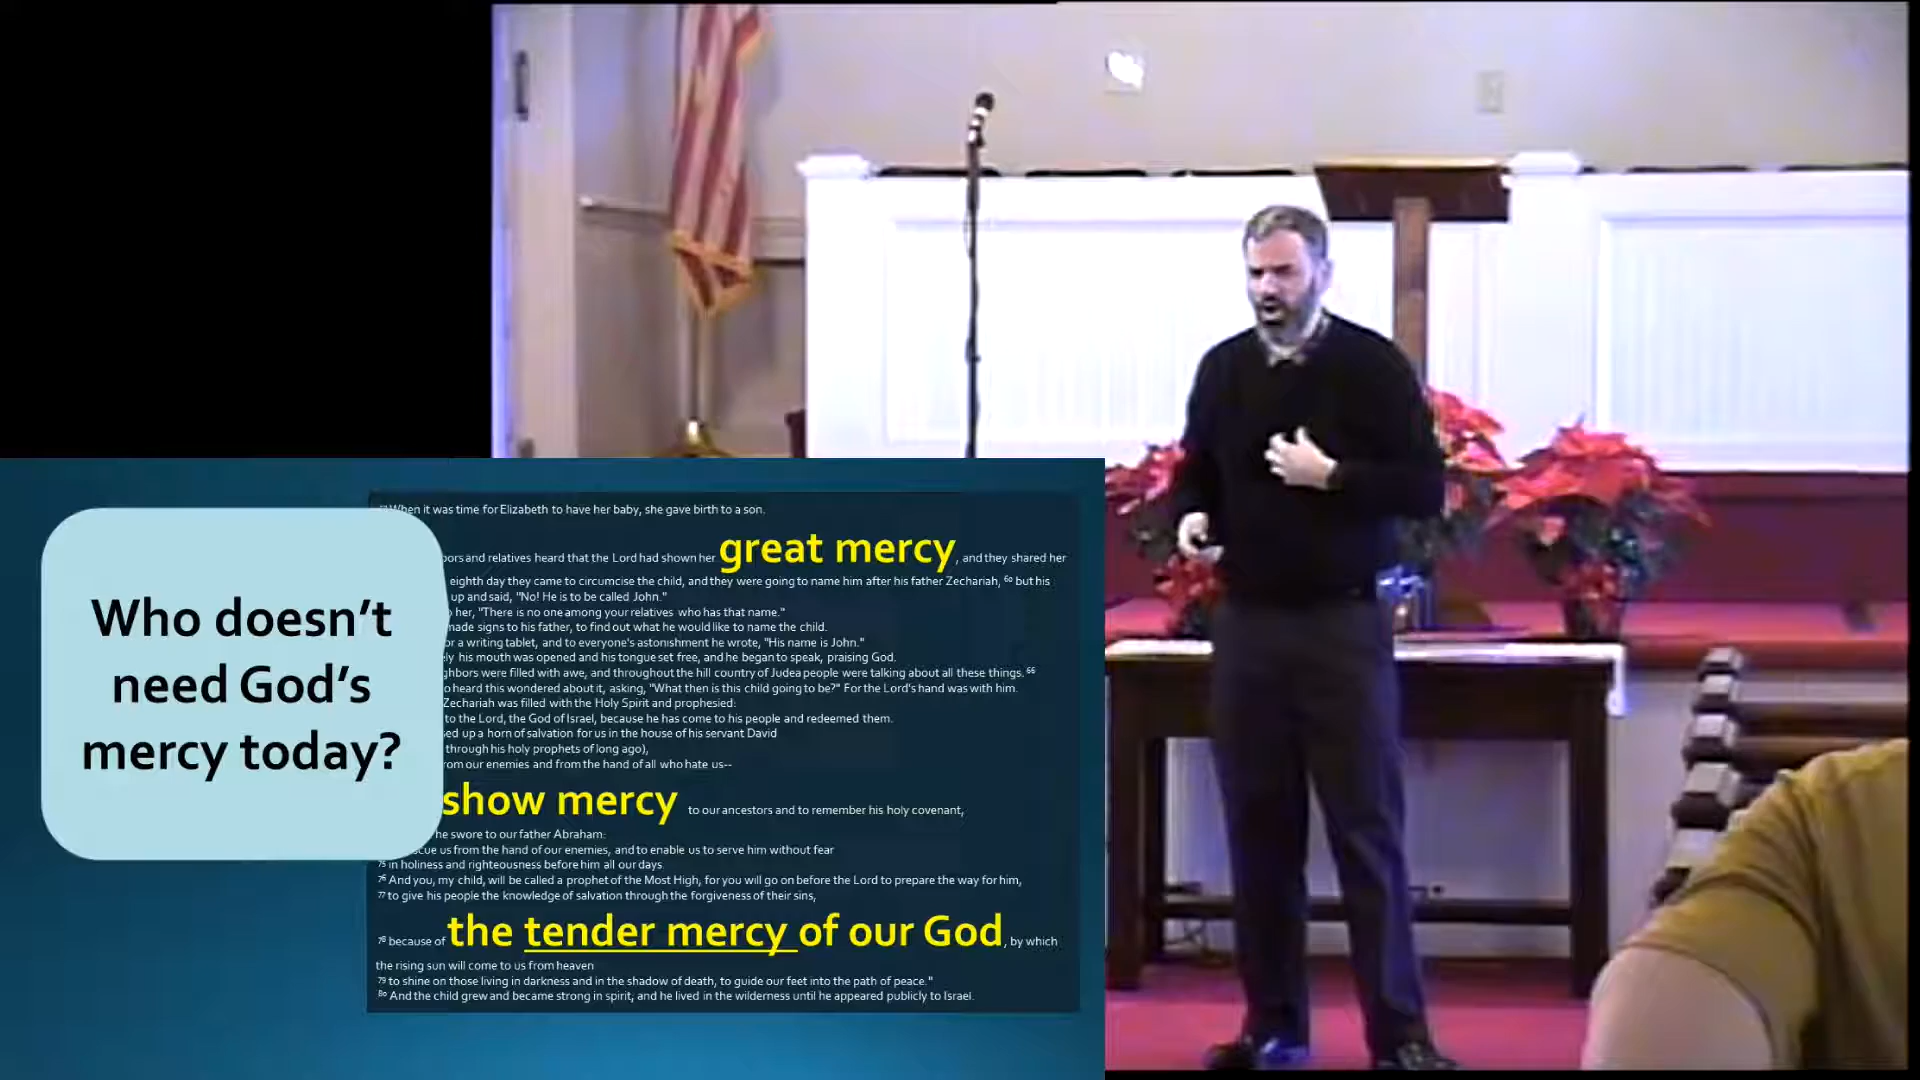 Who doesn't
need God's
mercy today?
When it was time for Elizabeth to have her baby, she gave birth to a son.
and relatives heard that the Lord had shown her great mercy, and they shared her
eighth day they came to circumcise the child, and they were going to name him after his father Zechariah, 60 but his
up and said, "No! He is to be called John."
her, "There is no one among your relatives who has that name."
made signs to his father, to find out what he would like to name the child.
a writing tablet, and to everyone's astonishment he wrote, "His name is John."
his mouth was opened and his tongue set free, and he began to speak, praising God.
were filled with awe, and throughout the hill country of Judea people were talking about all these things. 66
heard this wondered about it, asking, "What then is this child going to be?" For the Lord's hand was with him.
Zechariah was filled with the Holy Spirit and prophesied:
to the Lord, the God of Israel, because he has come to his people and redeemed them.
up a horn of salvation for us in the house of his servant David
through his holy prophets of long ago),
our enemies and from the hand of all who hate us--
show mercy to our ancestors and to remember his holy covenant,
he swore to our father Abraham:
us from the hand of our enemies, and to enable us to serve him without fear
75 in holiness and righteousness before him all our days.
76 And you, my child, will be called a prophet of the Most High, for you will go on before the Lord to prepare the way for him,
77 to give his people the knowledge of salvation through the forgiveness of their sins,
78 because of the tender mercy of our God, by which
the rising sun will come to us from heaven
79 to shine on those living in darkness and in the shadow of death, to guide our feet into the path of peace."
80 And the child grew and became strong in spirit, and he lived in the wilderness until he appeared publicly to Israel.